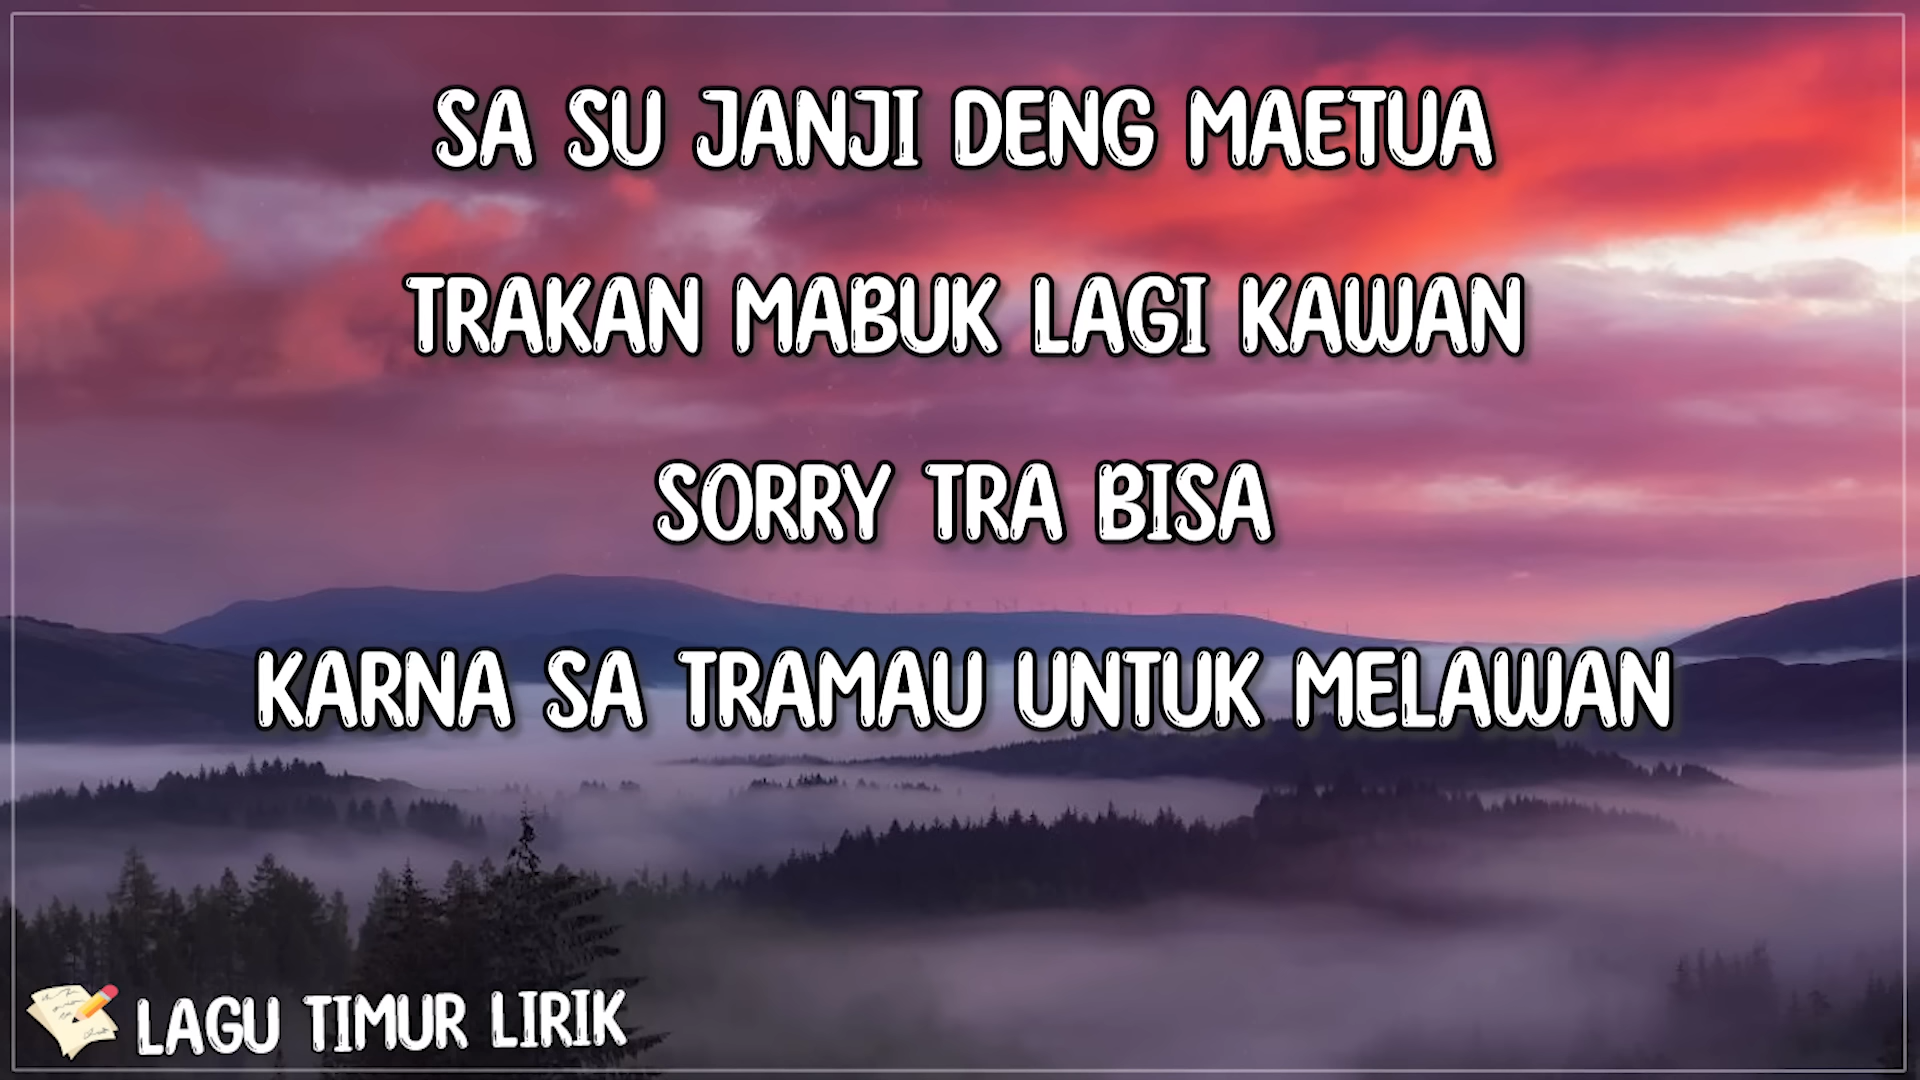 SA SU JANJI DENG MAETUA
TRAKAN MABUK LAGI KAWAN
SORRY TRA BISA
KARNA SA TRAMAU UNTUK MELAWAN
LAGU TIMUR LIRIK